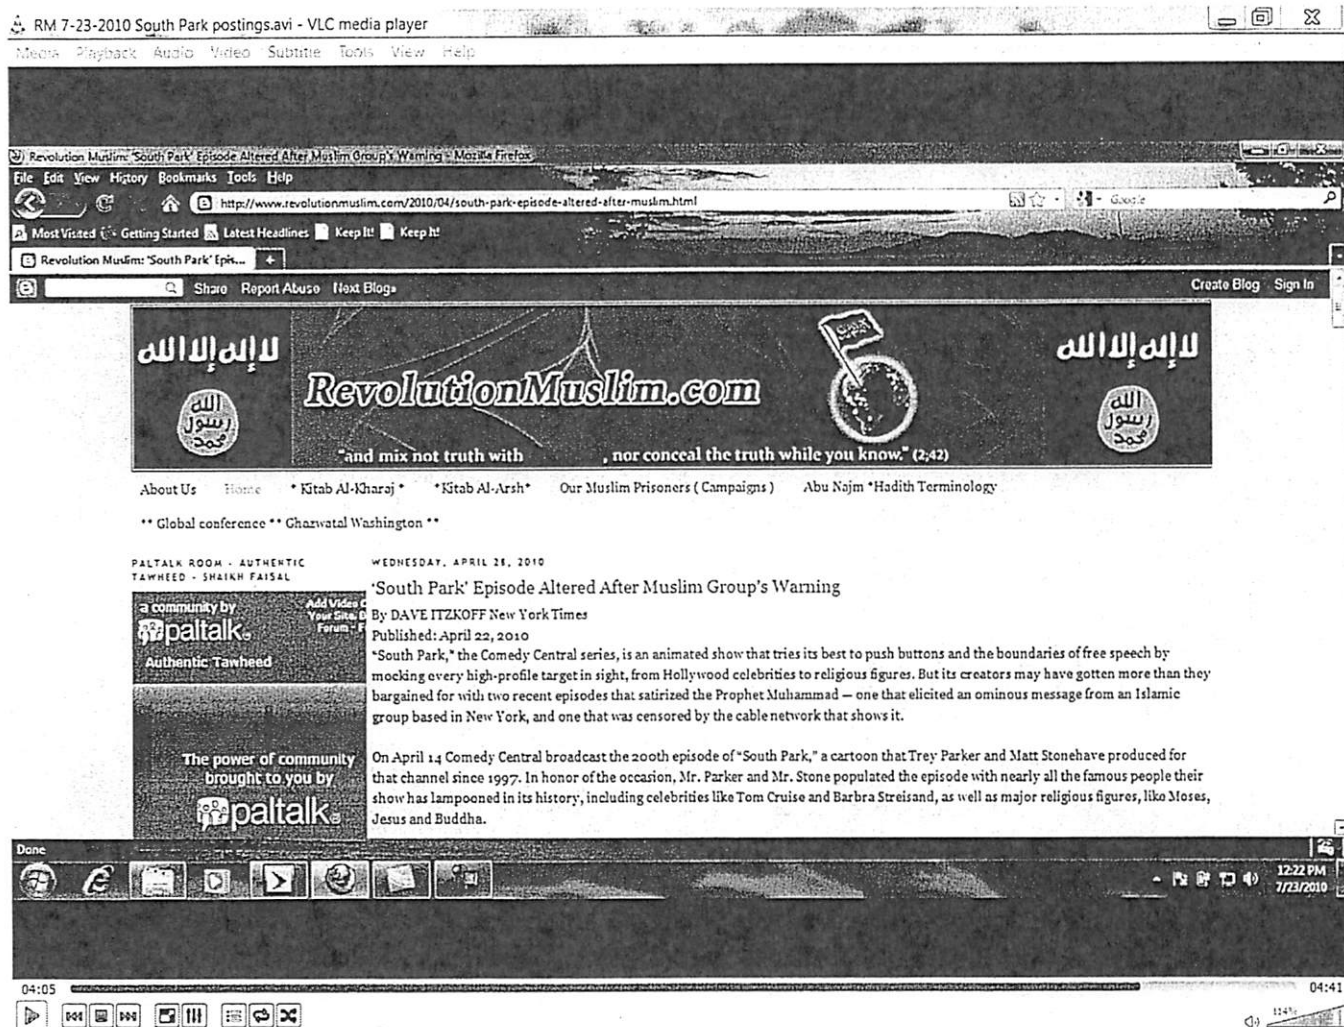 RM 7-23-2010 South Park postings.avi - VLC media player
Media Playback Audio Video Subtitle Tools View Help
Revolution Muslim: 'South Park' Episode Altered After Muslim Group's Warning - Mozilla Firefox
File Edit View History Bookmarks Tools Help
http://www.revolutionmuslim.com/2010/04/south-park-episode-altered-after-muslim.html
Google
Most Visited Getting Started Latest Headlines Keep It! Keep It!
Revolution Muslim: 'South Park' Epis...
Share Report Abuse Next Blog»
Create Blog Sign In
لا إله إلا الله
الله
رسول
محمد
RevolutionMuslim.com
"and mix not truth with , nor conceal the truth while you know." (2;42)
لا إله إلا الله
الله
رسول
محمد
About Us Home * Kitab Al-Kharaj * *Kitab Al-Arsh* Our Muslim Prisoners ( Campaigns ) Abu Najm *Hadith Terminology
** Global conference ** Ghazwatal Washington **
PALTALK ROOM - AUTHENTIC
TAWHEED - SHAIKH FAISAL
a community by
paltalk
Authentic Tawheed
Add Video C
Your Site. D
Forum - F
The power of community
brought to you by
paltalk
WEDNESDAY, APRIL 28, 2010
'South Park' Episode Altered After Muslim Group's Warning
By DAVE ITZKOFF New York Times
Published: April 22, 2010
"South Park," the Comedy Central series, is an animated show that tries its best to push buttons and the boundaries of free speech by
mocking every high-profile target in sight, from Hollywood celebrities to religious figures. But its creators may have gotten more than they
bargained for with two recent episodes that satirized the Prophet Muhammad — one that elicited an ominous message from an Islamic
group based in New York, and one that was censored by the cable network that shows it.
On April 14 Comedy Central broadcast the 200th episode of "South Park," a cartoon that Trey Parker and Matt Stonehave produced for
that channel since 1997. In honor of the occasion, Mr. Parker and Mr. Stone populated the episode with nearly all the famous people their
show has lampooned in its history, including celebrities like Tom Cruise and Barbra Streisand, as well as major religious figures, like Moses,
Jesus and Buddha.
Done
12:22 PM
7/23/2010
04:05
04:41
114%